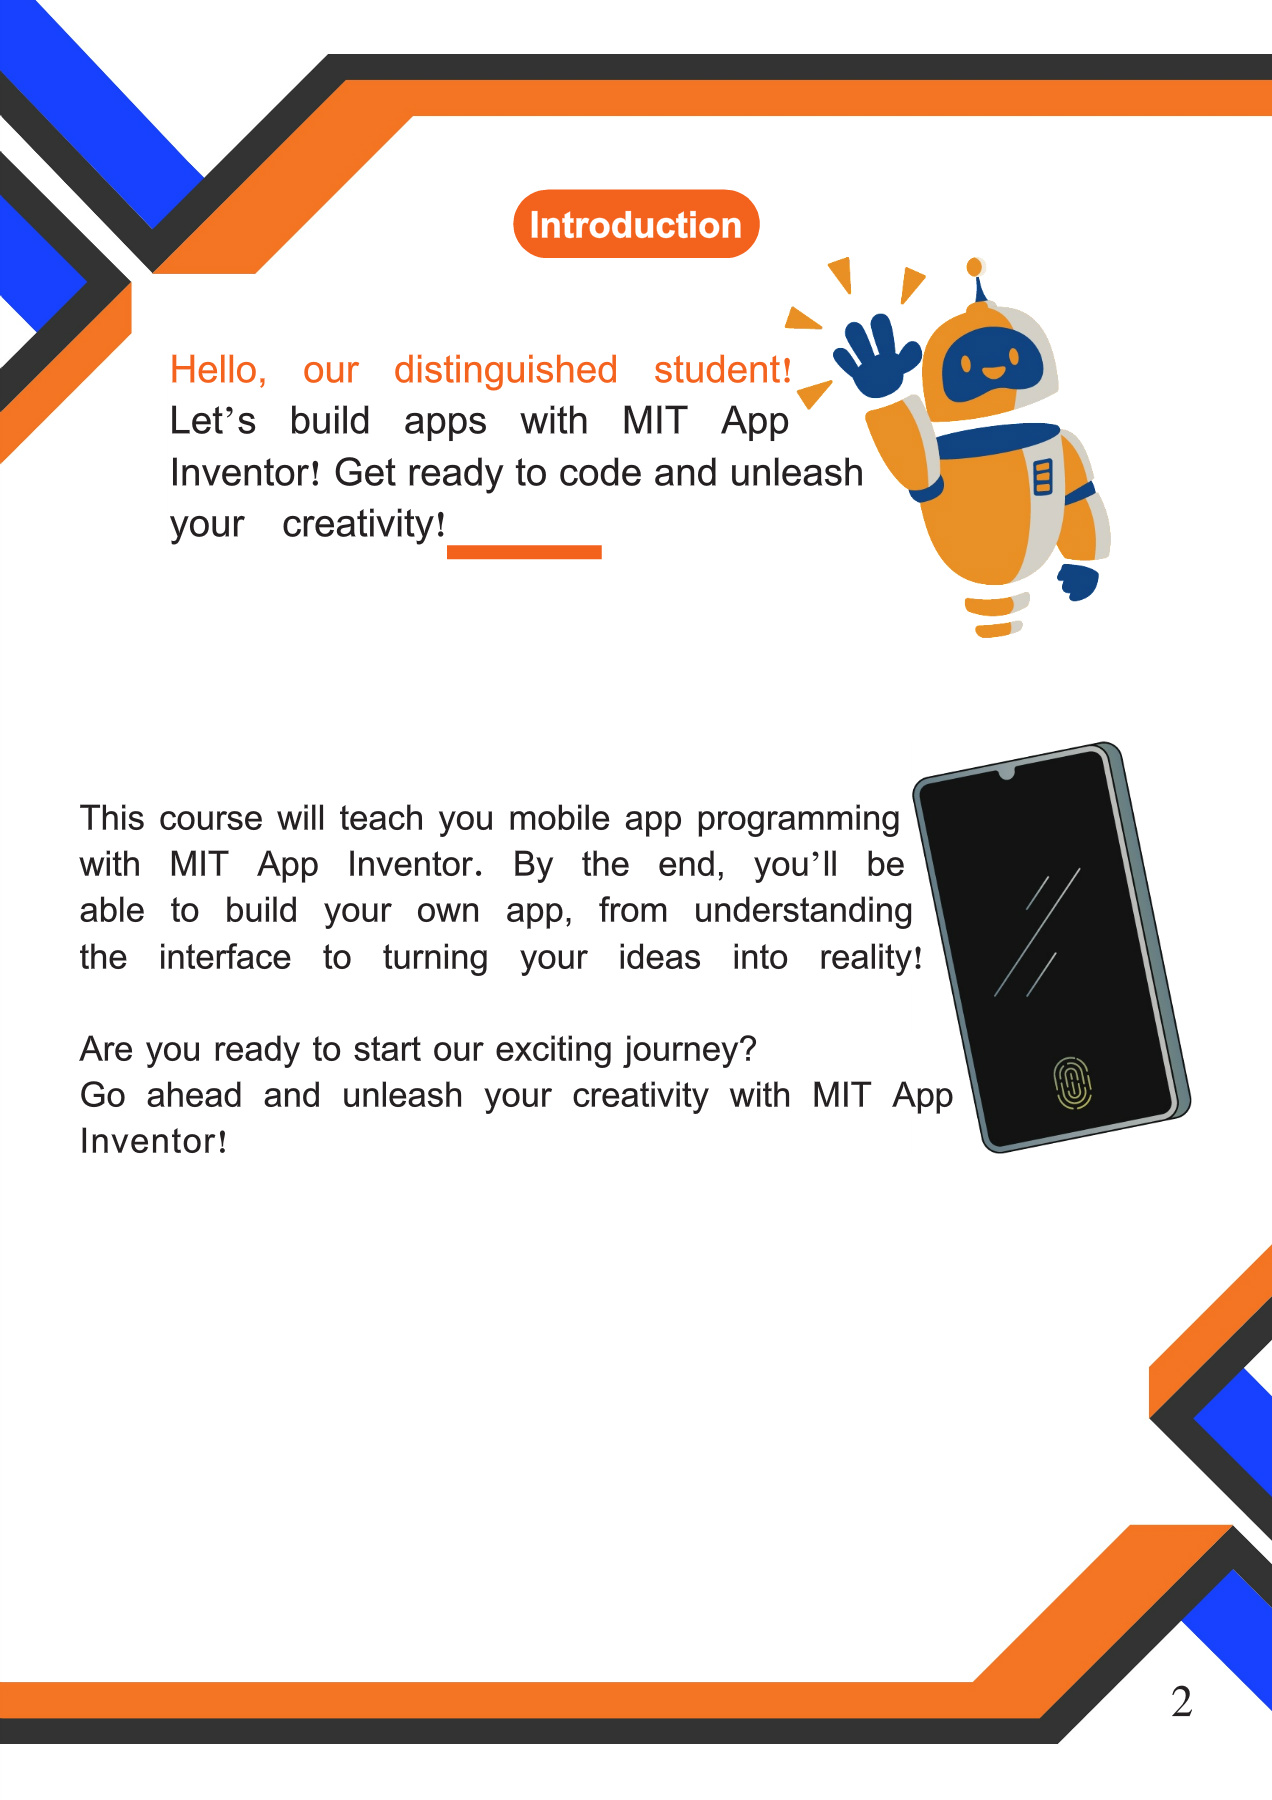 Introduction
Hello, our distinguished student!
Let’s build apps with MIT App
Inventor! Get ready to code and unleash
your creativity!
This course will teach you mobile app programming
with MIT App Inventor. By the end, you’ll be
able to build your own app, from understanding
the interface to turning your ideas into reality!
Are you ready to start our exciting journey?
Go ahead and unleash your creativity with MIT App
Inventor!
2